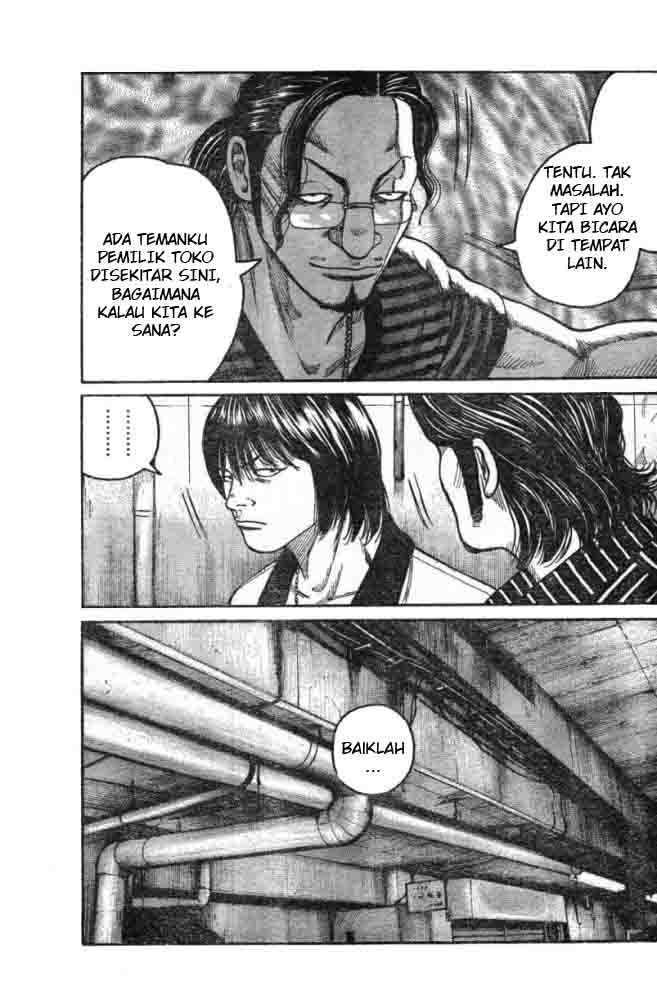 TENTU. TAK
MASALAH.
TAPI AYO
KITA BICARA
DI TEMPAT
LAIN.
ADA TEMANKU
PEMILIK TOKO
DISEKITAR SINI,
BAGAIMANA
KALAU KITA KE
SANA?
.......
.......
BAIKLAH
...